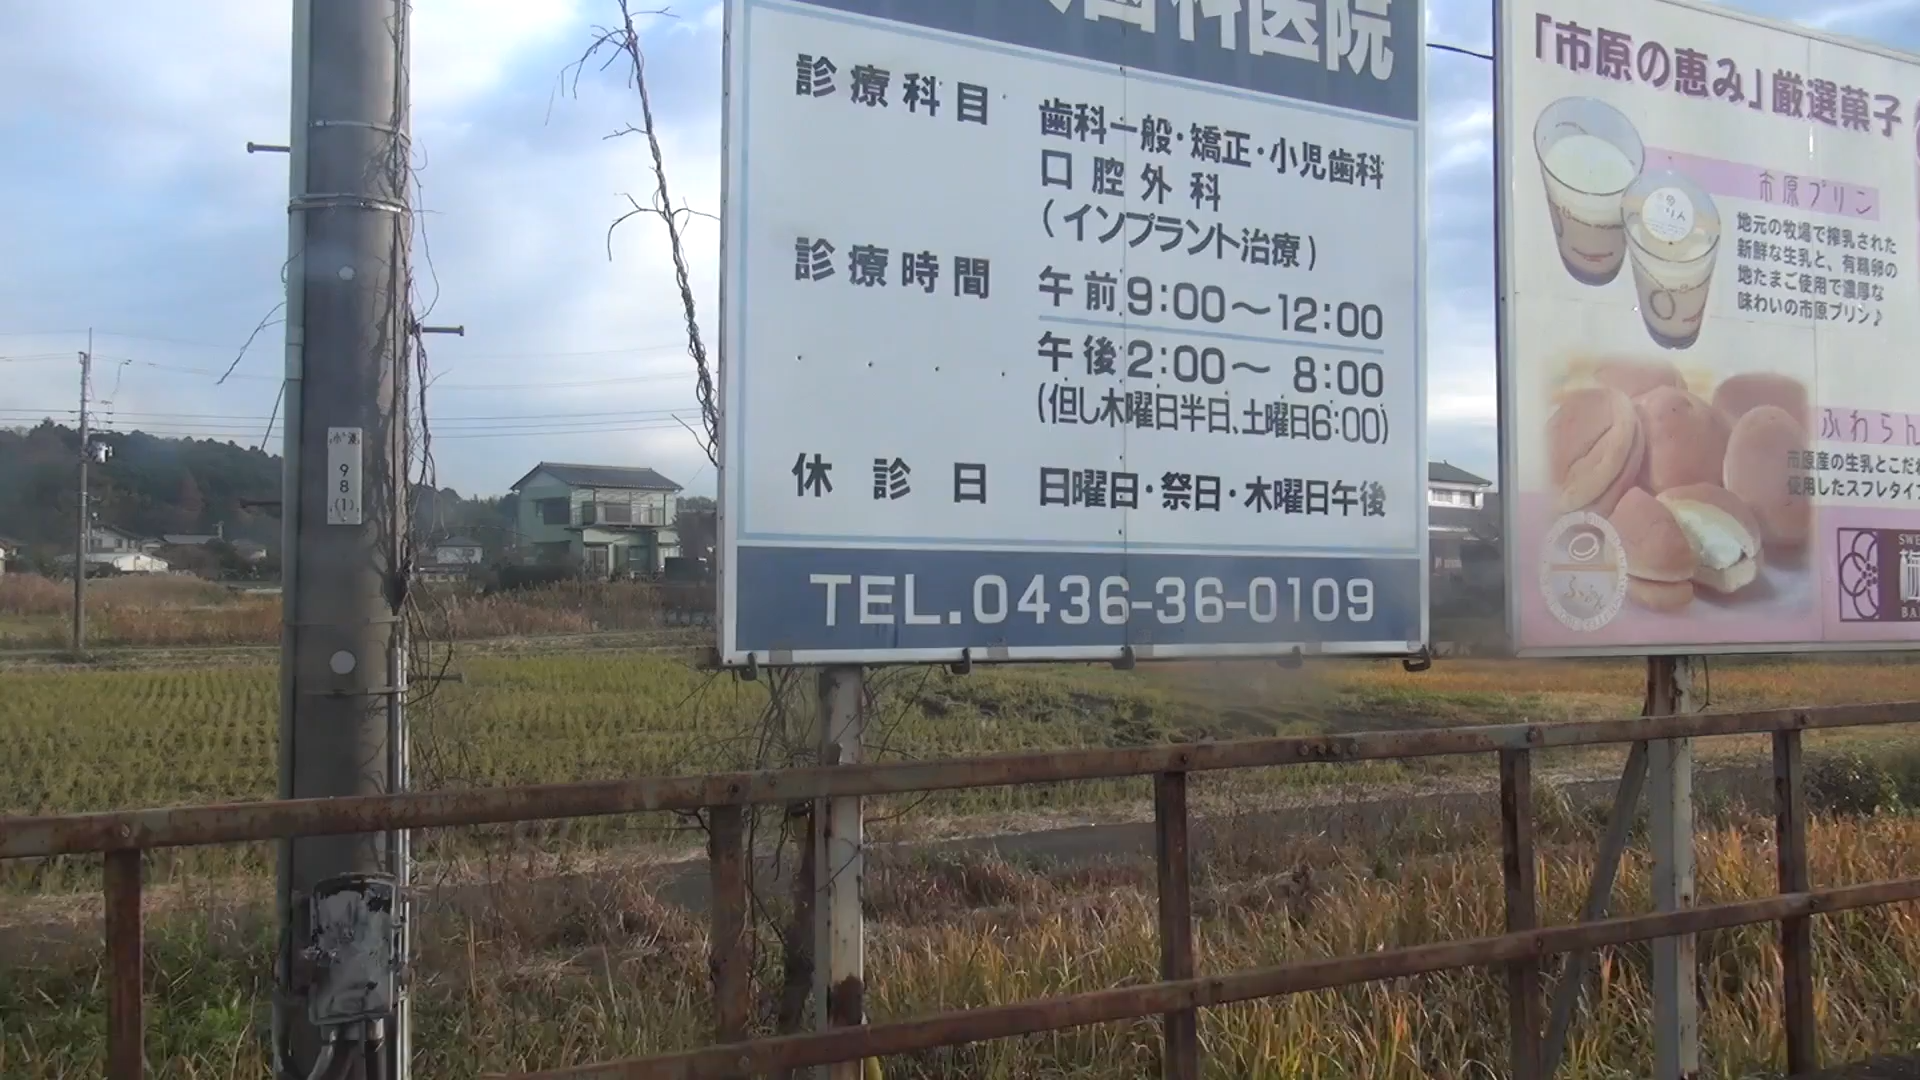 98
(1)
歯科医院
診療科目
歯科一般・矯正・小児歯科
口腔外科
(インプラント治療)
診療時間
午前9:00～12:00
午後2:00～8:00
(但し木曜日半日、土曜日6:00)
休診日
日曜日・祭日・木曜日午後
TEL.0436-36-0109
「市原の恵み」厳選菓子
市原プリン
地元の牧場で搾乳された
新鮮な生乳と、有精卵の
地たまご使用で濃厚な
味わいの市原プリン♪
ふわらん
市原産の生乳とこだわ
使用したスフレタイプ
SWE
BA